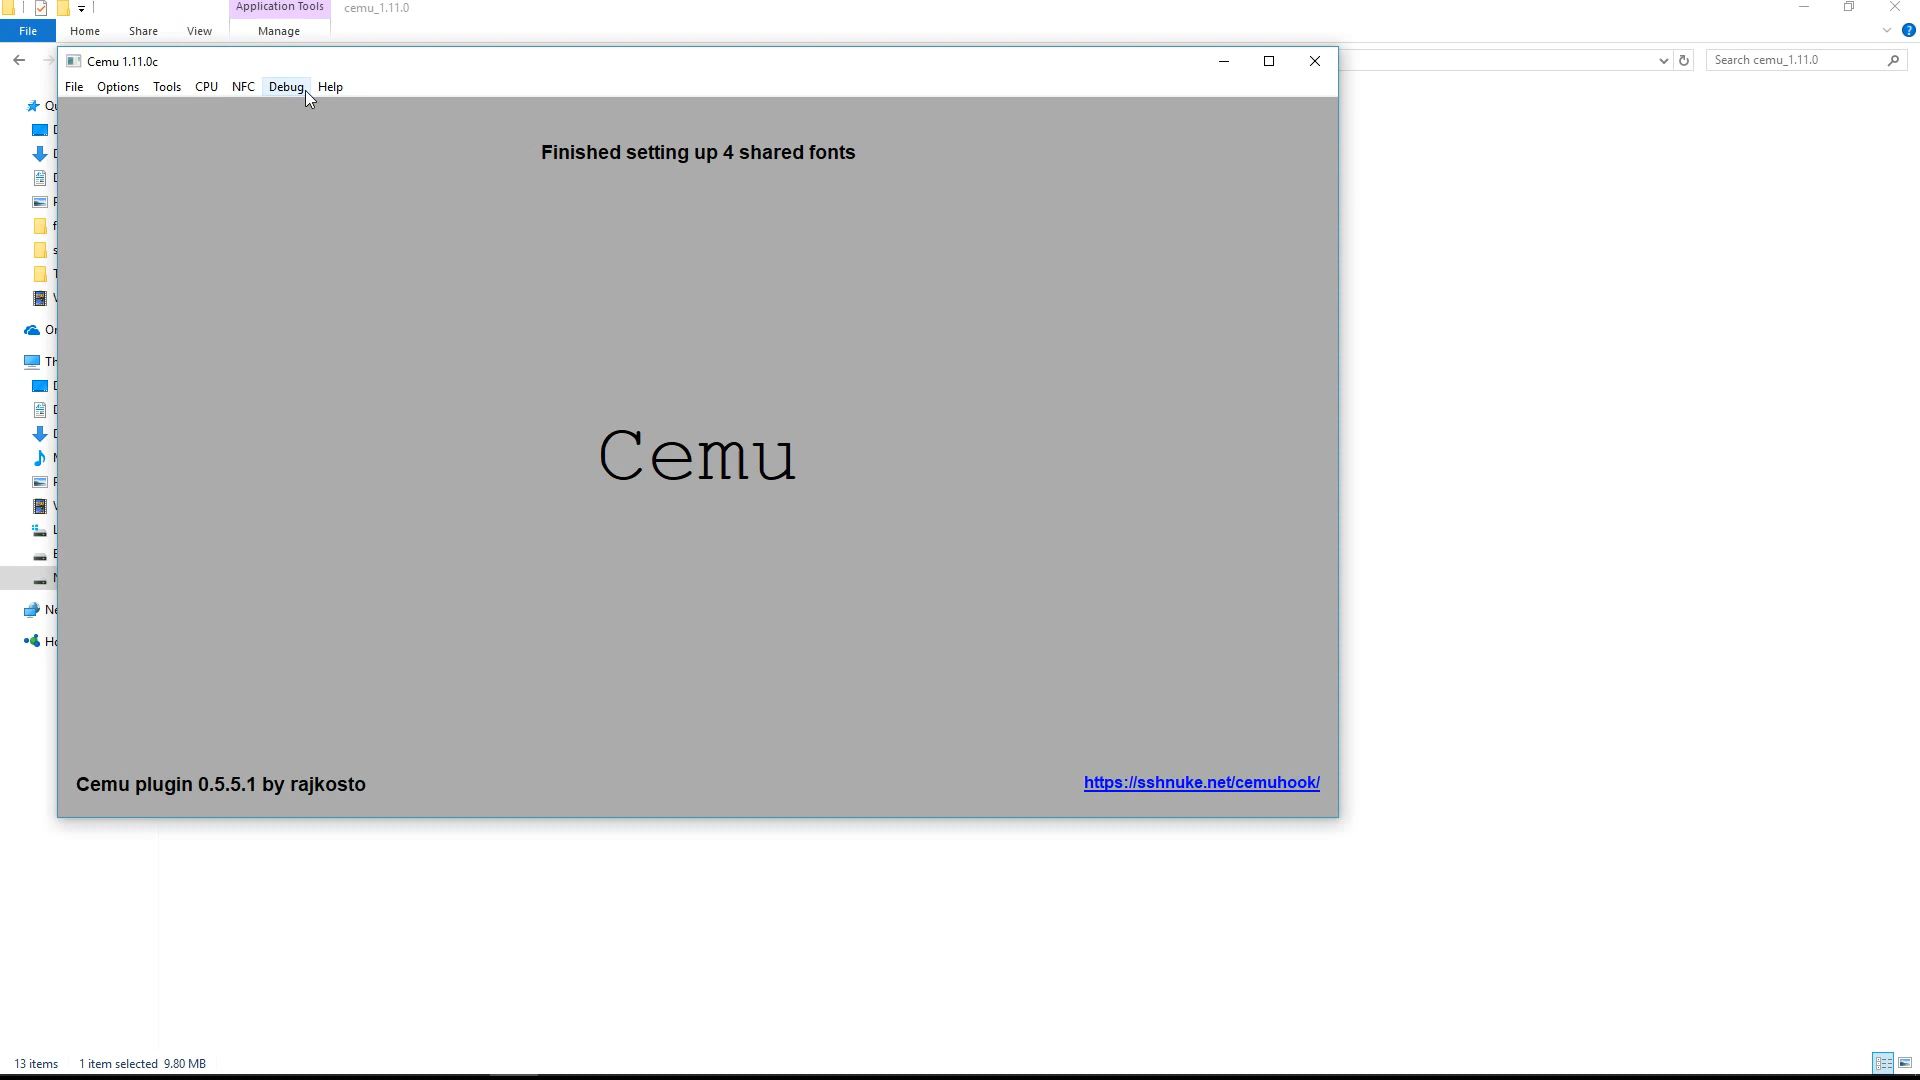 Application Tools cemu_1.11.0
File Home Share View Manage
Cemu 1.11.0c
Search cemu_1.11.0
File Options Tools CPU NFC Debug Help
Finished setting up 4 shared fonts
Cemu
Cemu plugin 0.5.5.1 by rajkosto
https://sshnuke.net/cemuhook/
13 items 1 item selected 9.80 MB